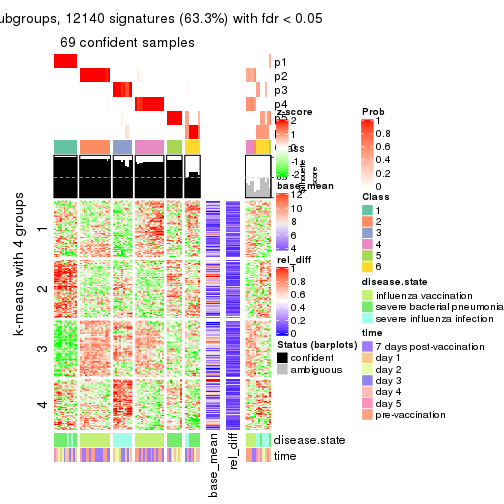 ubgroups, 12140 signatures (63.3%) with fdr < 0.05
69 confident samples
p1
p2
p3
p4
z-score
2
1
0
-1
-2
base_mean
12
10
8
6
4
rel_diff
1
0.8
0.6
0.4
0.2
0
Status (barplots)
confident
ambiguous
Prob
1
0.8
0.6
0.4
0.2
0
Class
1
2
3
4
5
6
disease.state
influenza vaccination
severe bacterial pneumonia
severe influenza infection
time
7 days post-vaccination
day 1
day 2
day 3
day 4
day 5
pre-vaccination
silhouette
score
k-means with 4 groups
1
2
3
4
disease.state
time
base_mean
rel_diff